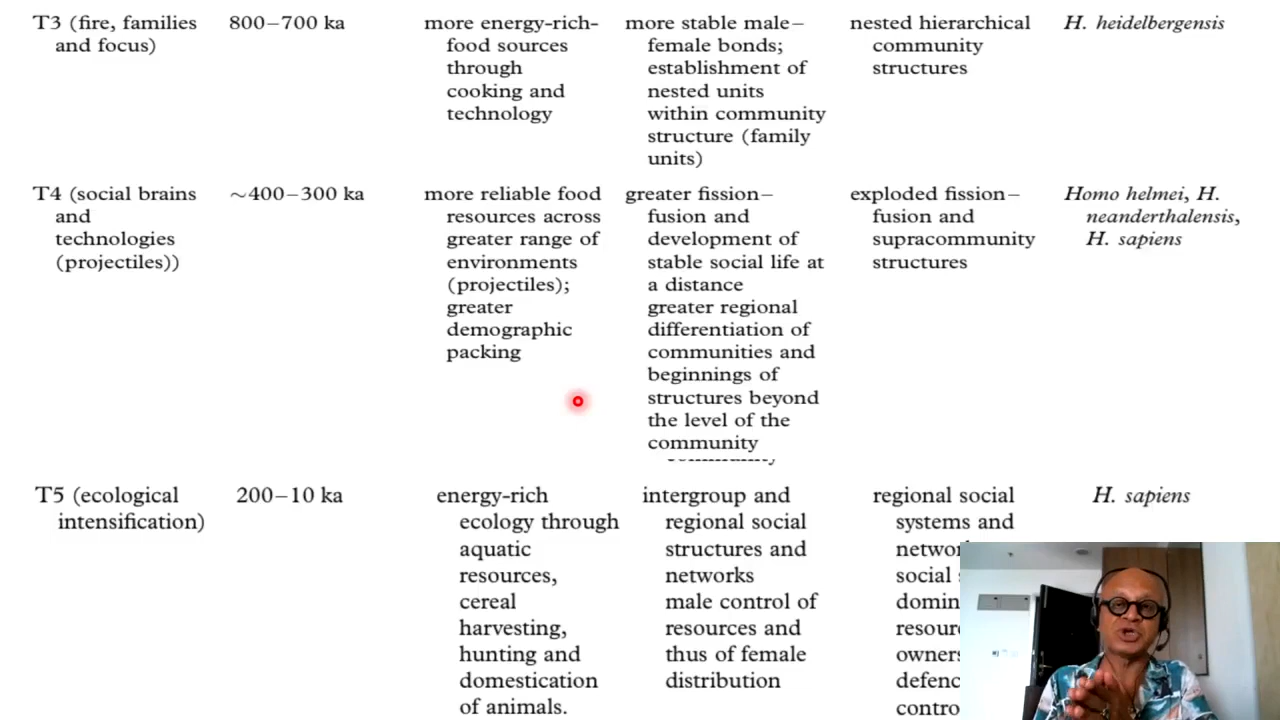 T3 (fire, families
and focus)
800–700 ka
more energy-rich-
food sources
through
cooking and
technology
more stable male–
female bonds;
establishment of
nested units
within community
structure (family
units)
nested hierarchical
community
structures
H. heidelbergensis
T4 (social brains
and
technologies
(projectiles))
~400–300 ka
more reliable food
resources across
greater range of
environments
(projectiles);
greater
demographic
packing
greater fission–
fusion and
development of
stable social life at
a distance
greater regional
differentiation of
communities and
beginnings of
structures beyond
the level of the
community
exploded fission–
fusion and
supracommunity
structures
Homo helmei, H.
neanderthalensis,
H. sapiens
T5 (ecological
intensification)
200–10 ka
energy-rich
ecology through
aquatic
resources,
cereal
harvesting,
hunting and
domestication
of animals.
intergroup and
regional social
structures and
networks
male control of
resources and
thus of female
distribution
regional social
systems and
social
H. sapiens